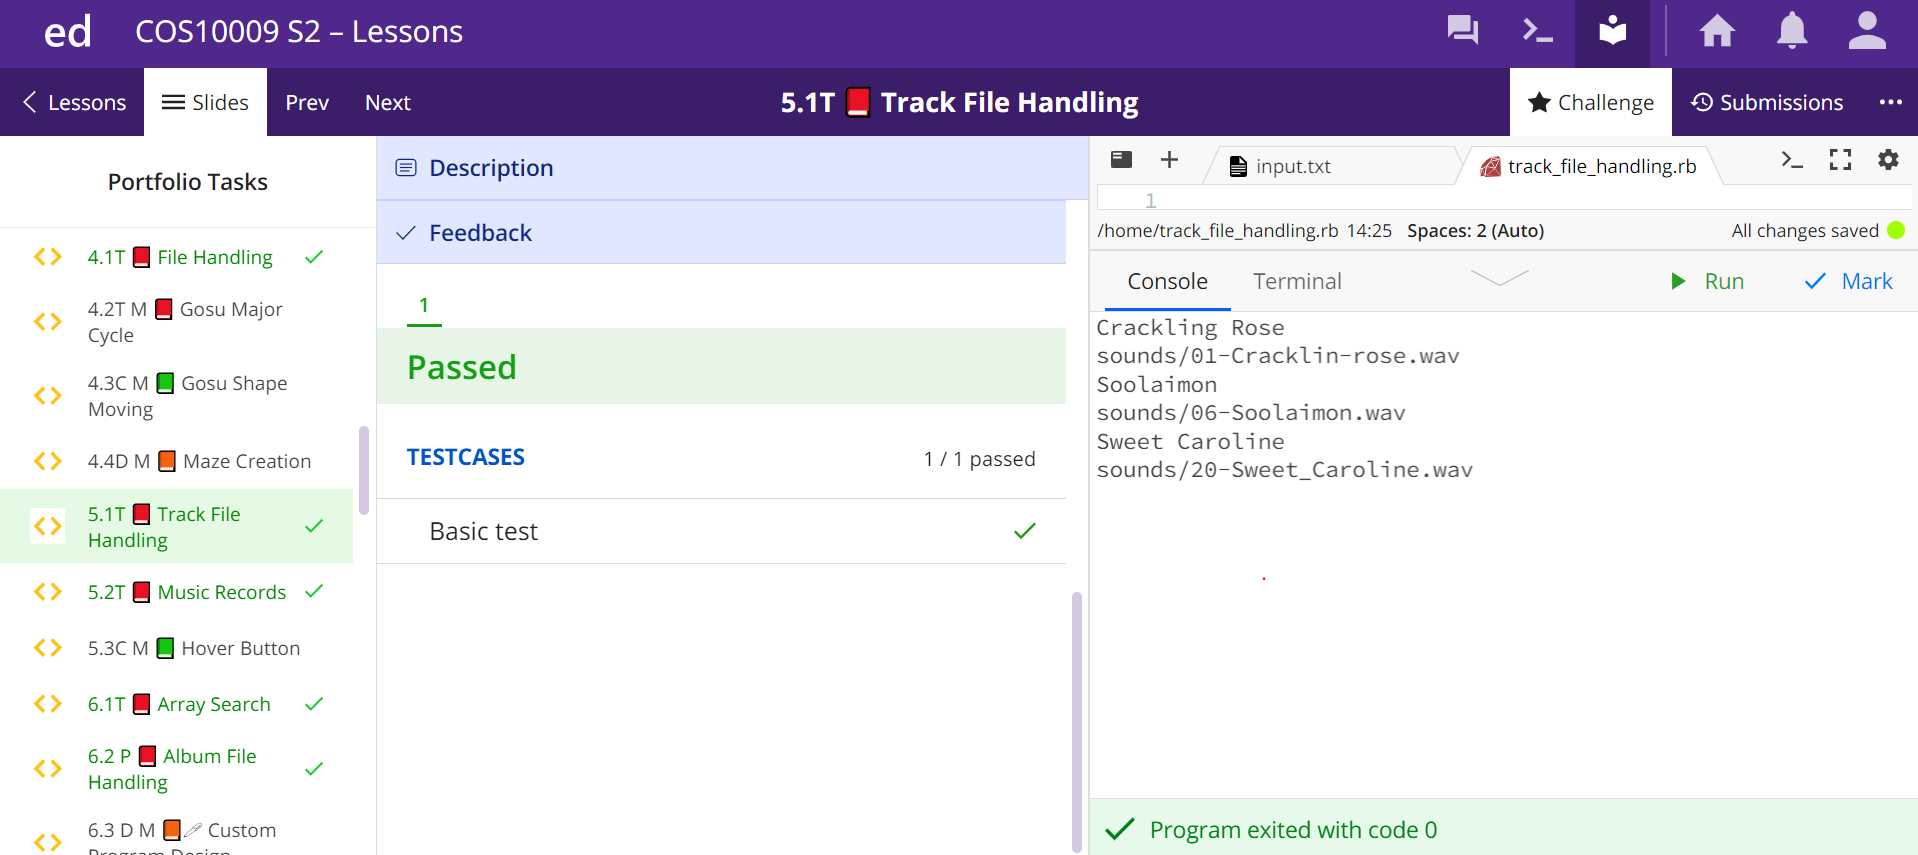 ed COS10009 S2 – Lessons
Lessons Slides Prev Next 5.1T Track File Handling Challenge Submissions
Portfolio Tasks
4.1T File Handling
4.2T M Gosu Major
Cycle
4.3C M Gosu Shape
Moving
4.4D M Maze Creation
5.1T Track File
Handling
5.2T Music Records
5.3C M Hover Button
6.1T Array Search
6.2 P Album File
Handling
6.3 D M Custom
Program Design
Description
Feedback
1
Passed
TESTCASES 1 / 1 passed
Basic test
input.txt track_file_handling.rb
1
/home/track_file_handling.rb 14:25 Spaces: 2 (Auto) All changes saved
Console Terminal Run Mark
Crackling Rose
sounds/01-Cracklin-rose.wav
Soolaimon
sounds/06-Soolaimon.wav
Sweet Caroline
sounds/20-Sweet_Caroline.wav
Program exited with code 0